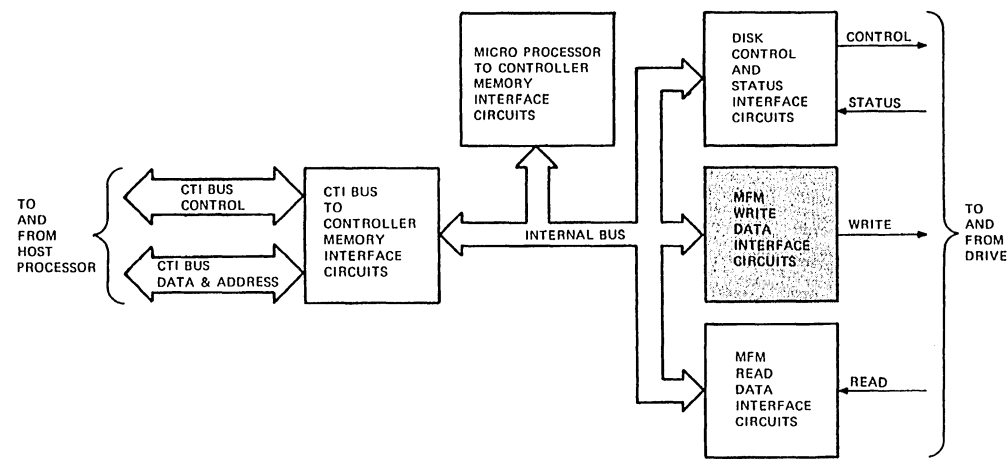 TO
AND
FROM
HOST
PROCESSOR
CTI BUS
CONTROL
CTI BUS
DATA & ADDRESS
CTI BUS
TO
CONTROLLER
MEMORY
INTERFACE
CIRCUITS
MICRO PROCESSOR
TO CONTROLLER
MEMORY
INTERFACE
CIRCUITS
INTERNAL BUS
DISK
CONTROL
AND
STATUS
INTERFACE
CIRCUITS
CONTROL
STATUS
MFM
WRITE
DATA
INTERFACE
CIRCUITS
WRITE
MFM
READ
DATA
INTERFACE
CIRCUITS
READ
TO
AND FROM
DRIVE